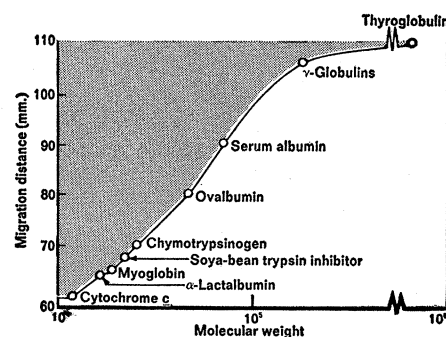 Thyroglobulin
110
γ-Globulins
100
Serum albumin
90
Ovalbumin
80
Chymotrypsinogen
70
Soya-bean trypsin inhibitor
Myoglobin
α-Lactalbumin
Cytochrome c
60
10⁵
Molecular weight
Migration distance (mm.)